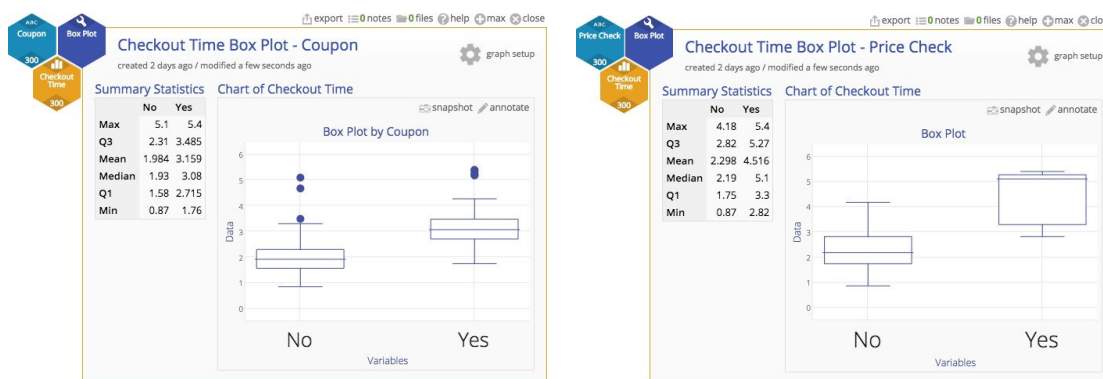 export 0 notes 0 files help max close
ABC
Coupon
300
Box Plot
Checkout Time
300
Checkout Time Box Plot - Coupon
created 2 days ago / modified a few seconds ago
graph setup
Summary Statistics
No Yes
Max 5.1 5.4
Q3 2.31 3.485
Mean 1.984 3.159
Median 1.93 3.08
Q1 1.58 2.715
Min 0.87 1.76
Chart of Checkout Time
snapshot annotate
Box Plot by Coupon
6
5
4
3
2
1
0
Data
No Yes
Variables
export 0 notes 0 files help max clo
ABC
Price Check
300
Box Plot
Checkout Time
300
Checkout Time Box Plot - Price Check
created 2 days ago / modified a few seconds ago
graph setup
Summary Statistics
No Yes
Max 4.18 5.4
Q3 2.82 5.27
Mean 2.298 4.516
Median 2.19 5.1
Q1 1.75 3.3
Min 0.87 2.82
Chart of Checkout Time
snapshot annotate
Box Plot
6
5
4
3
2
1
0
Data
No Yes
Variables